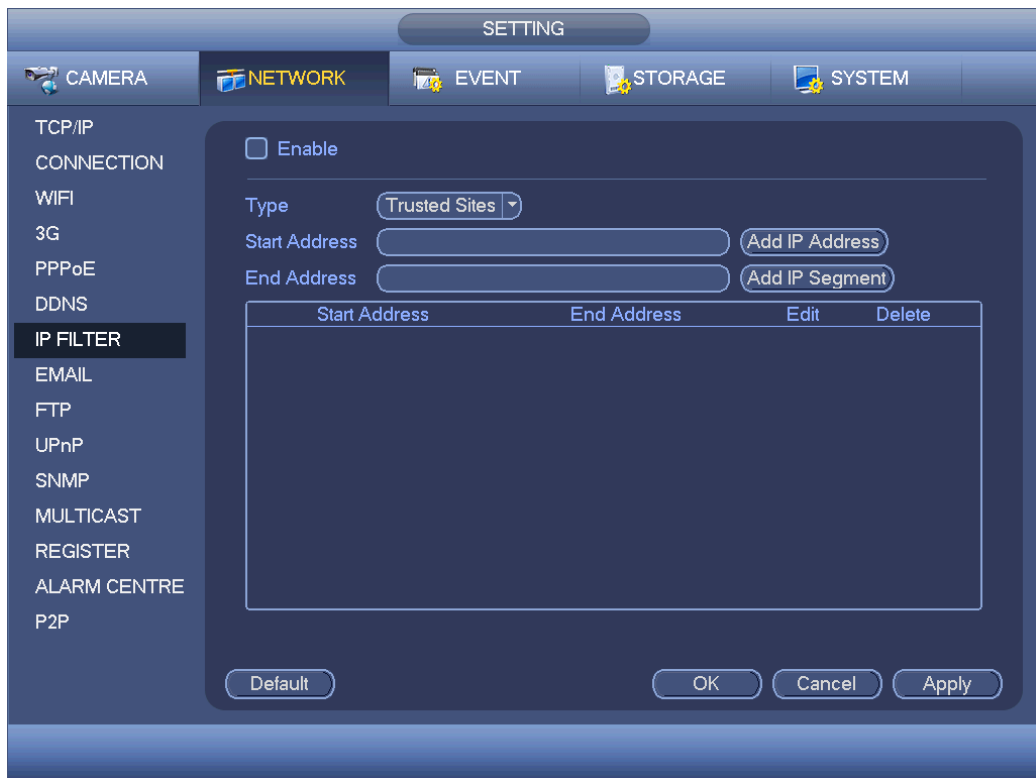 SETTING
CAMERA NETWORK EVENT STORAGE SYSTEM
TCP/IP
CONNECTION
WIFI
3G
PPPoE
DDNS
IP FILTER
EMAIL
FTP
UPnP
SNMP
MULTICAST
REGISTER
ALARM CENTRE
P2P
Enable
Type Trusted Sites
Start Address Add IP Address
End Address Add IP Segment
Start Address End Address Edit Delete
Default OK Cancel Apply